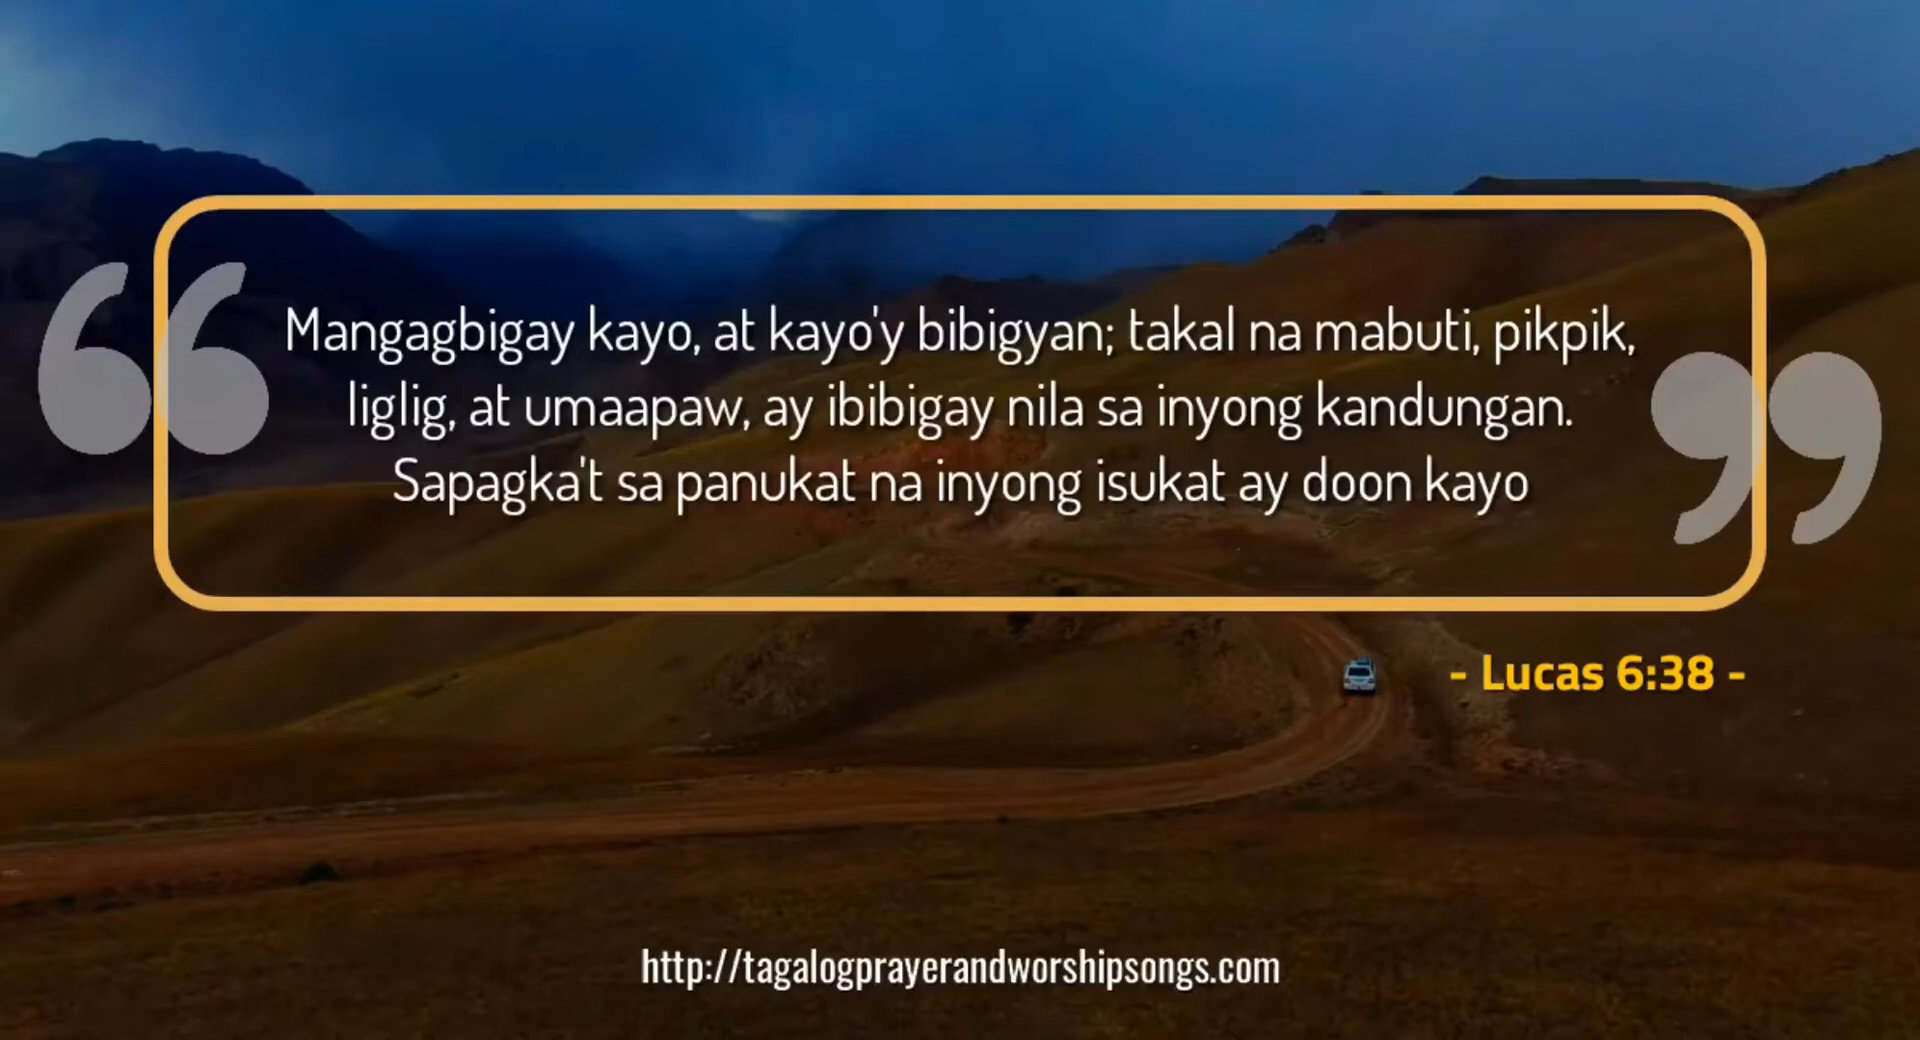 Mangagbigay kayo, at kayo'y bibigyan; takal na mabuti, pikpik,
liglig, at umaapaw, ay ibibigay nila sa inyong kandungan.
Sapagka't sa panukat na inyong isukat ay doon kayo
- Lucas 6:38 -
http://tagalogprayerandworshipsongs.com